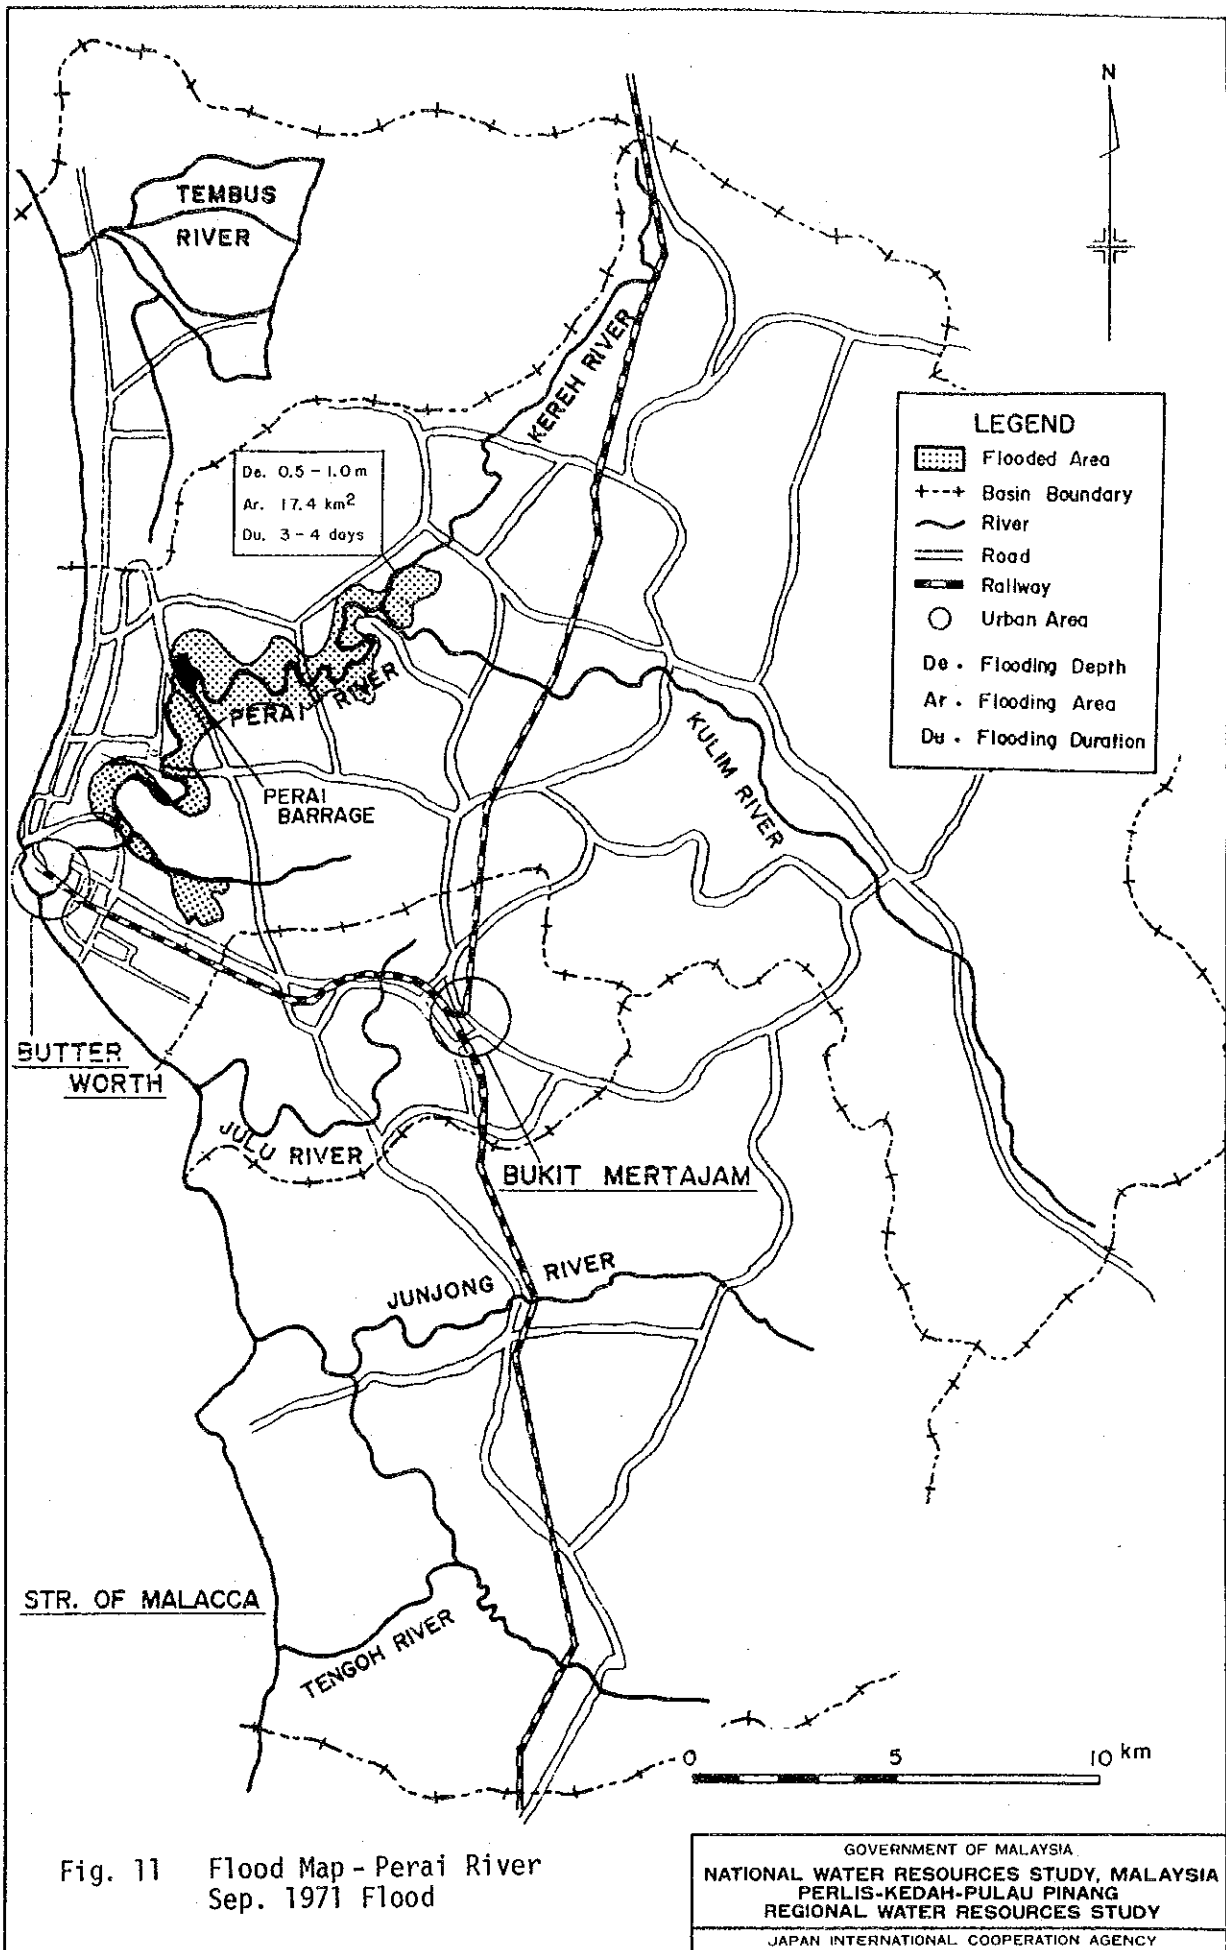 N
TEMBUS
RIVER
KEREH RIVER
De. 0.5 - 1.0 m
Ar. 17.4 km²
Du. 3 - 4 days
LEGEND
Flooded Area
Basin Boundary
River
Road
Railway
Urban Area
De . Flooding Depth
Ar . Flooding Area
Du . Flooding Duration
PERAI RIVER
KULIM RIVER
PERAI
BARRAGE
BUTTER
WORTH
JULU RIVER
BUKIT MERTAJAM
JUNJONG RIVER
STR. OF MALACCA
TENGOH RIVER
0 5 10 km
Fig. 11 Flood Map - Perai River
Sep. 1971 Flood
GOVERNMENT OF MALAYSIA
NATIONAL WATER RESOURCES STUDY, MALAYSIA
PERLIS-KEDAH-PULAU PINANG
REGIONAL WATER RESOURCES STUDY
JAPAN INTERNATIONAL COOPERATION AGENCY